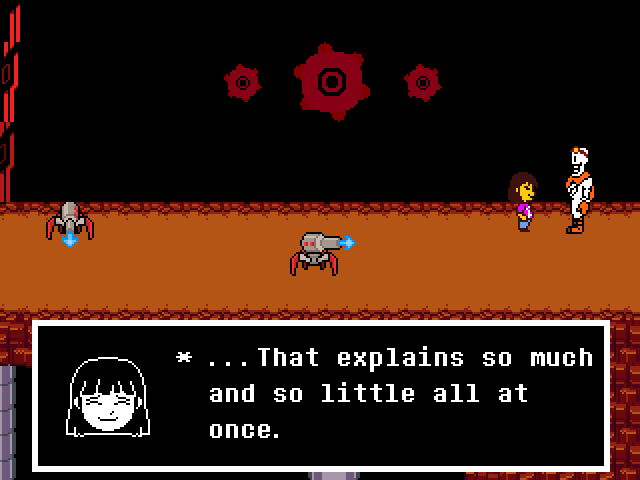 * ...That explains so much
and so little all at
once.